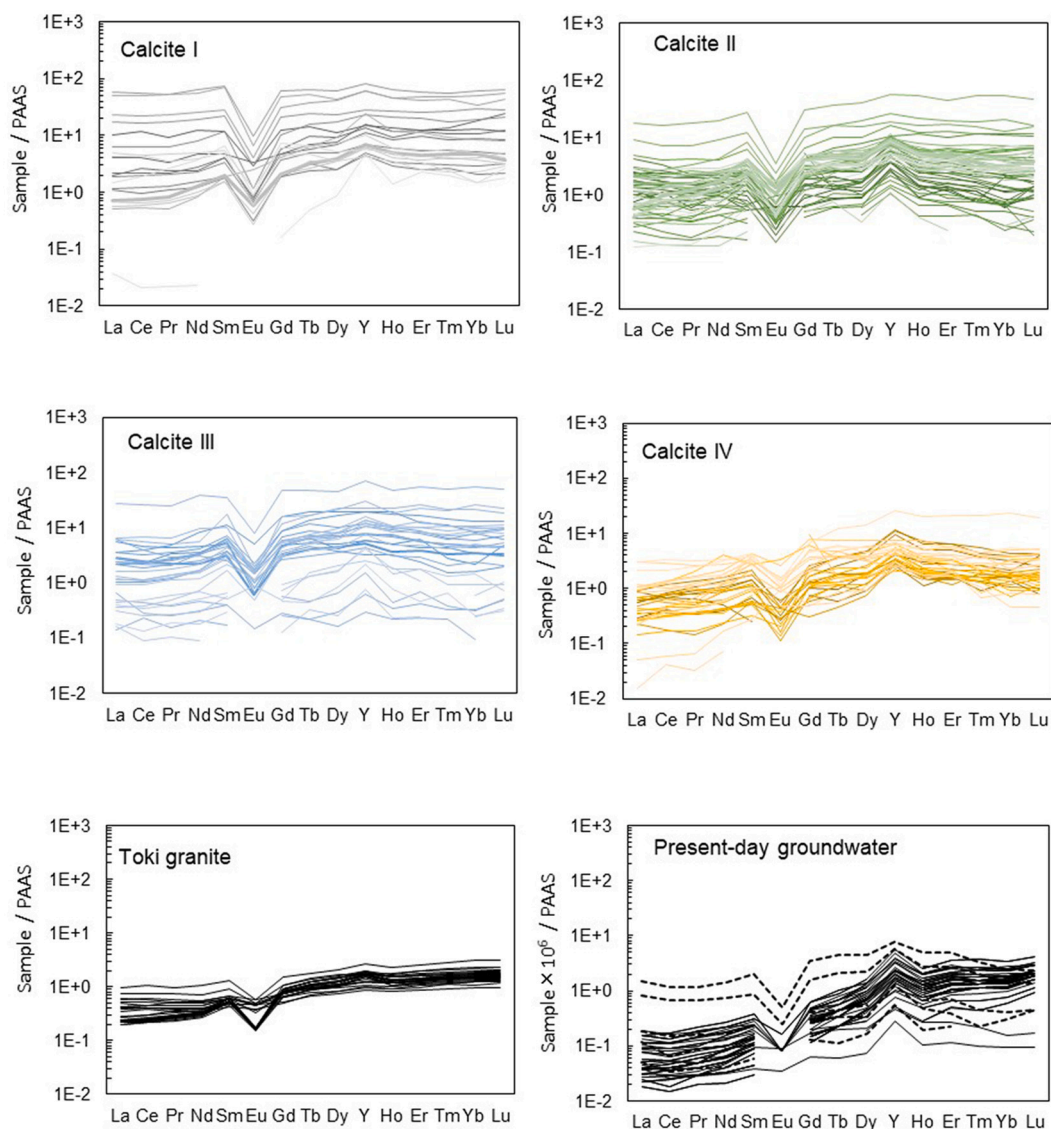 Calcite I
Sample / PAAS
1E+3
1E+2
1E+1
1E+0
1E-1
1E-2
La Ce Pr Nd Sm Eu Gd Tb Dy Y Ho Er Tm Yb Lu
Calcite II
Sample / PAAS
1E+3
1E+2
1E+1
1E+0
1E-1
1E-2
La Ce Pr Nd Sm Eu Gd Tb Dy Y Ho Er Tm Yb Lu
Calcite III
Sample / PAAS
1E+3
1E+2
1E+1
1E+0
1E-1
1E-2
La Ce Pr Nd Sm Eu Gd Tb Dy Y Ho Er Tm Yb Lu
Calcite IV
Sample / PAAS
1E+3
1E+2
1E+1
1E+0
1E-1
1E-2
La Ce Pr Nd Sm Eu Gd Tb Dy Y Ho Er Tm Yb Lu
Toki granite
Sample / PAAS
1E+3
1E+2
1E+1
1E+0
1E-1
1E-2
La Ce Pr Nd Sm Eu Gd Tb Dy Y Ho Er Tm Yb Lu
Present-day groundwater
Sample×10⁶ / PAAS
1E+3
1E+2
1E+1
1E+0
1E-1
1E-2
La Ce Pr Nd Sm Eu Gd Tb Dy Y Ho Er Tm Yb Lu